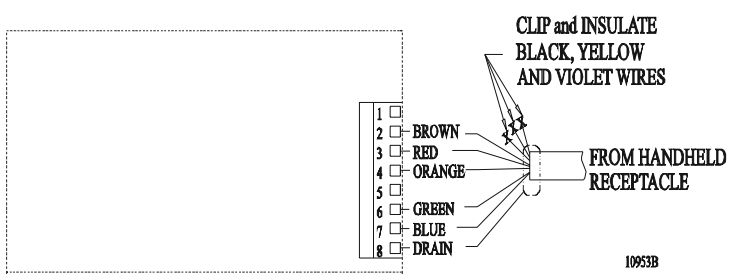 CLIP and INSULATE
BLACK, YELLOW
AND VIOLET WIRES
1
2 BROWN
3 RED
4 ORANGE
5
6 GREEN
7 BLUE
8 DRAIN
FROM HANDHELD
RECEPTACLE
10953B